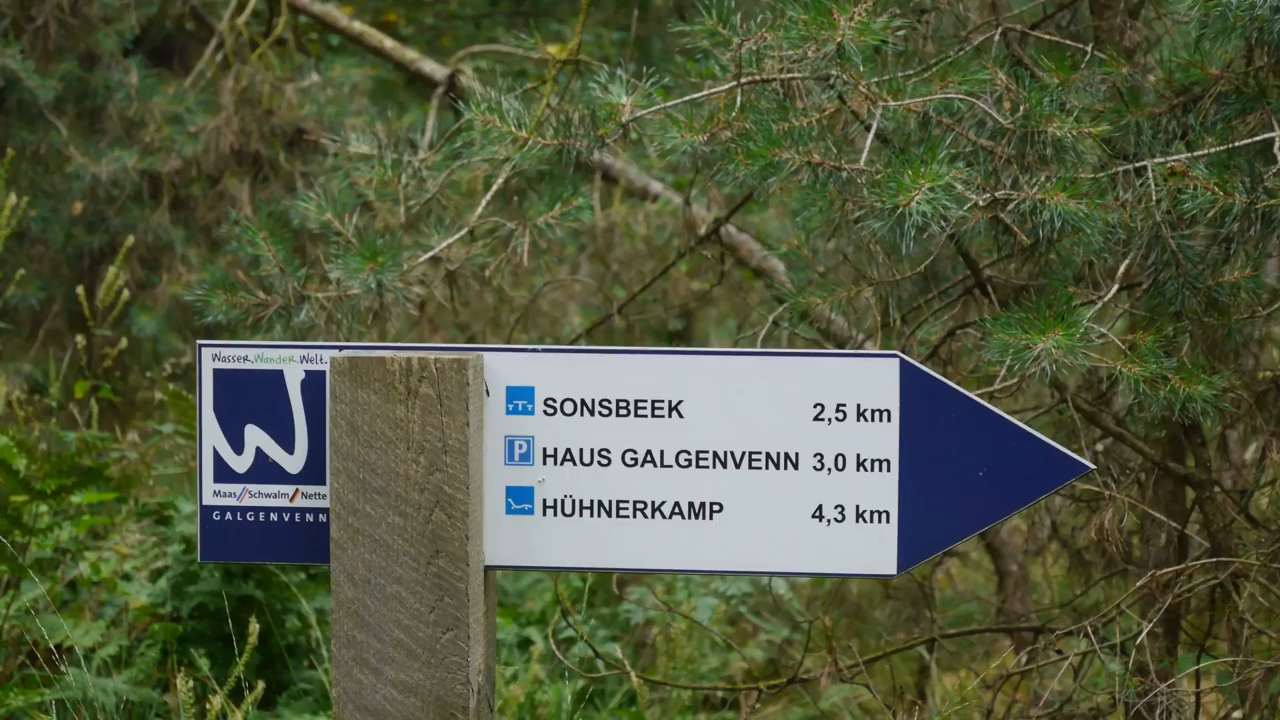 Wasser.Wander.Welt.
Maas//Schwalm/Nette
GALGENVENN
SONSBEEK 2,5 km
P HAUS GALGENVENN 3,0 km
HÜHNERKAMP 4,3 km